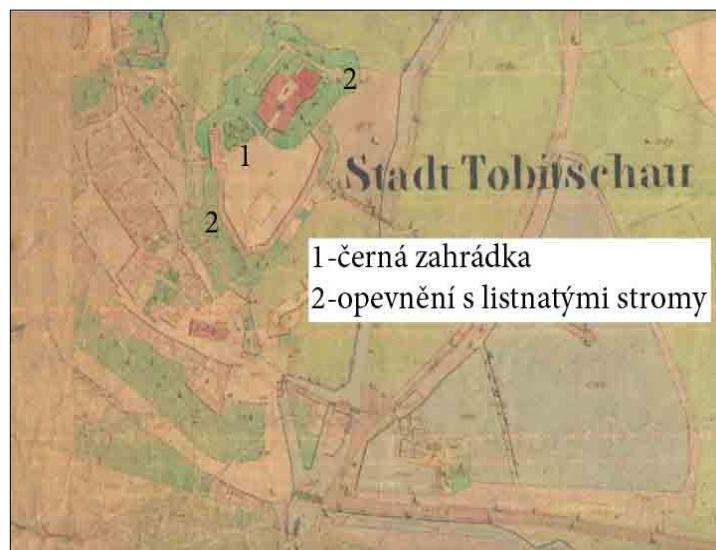 2
1
Stadt Tobitschau
2
1-černá zahrádka
2-opevnění s listnatými stromy